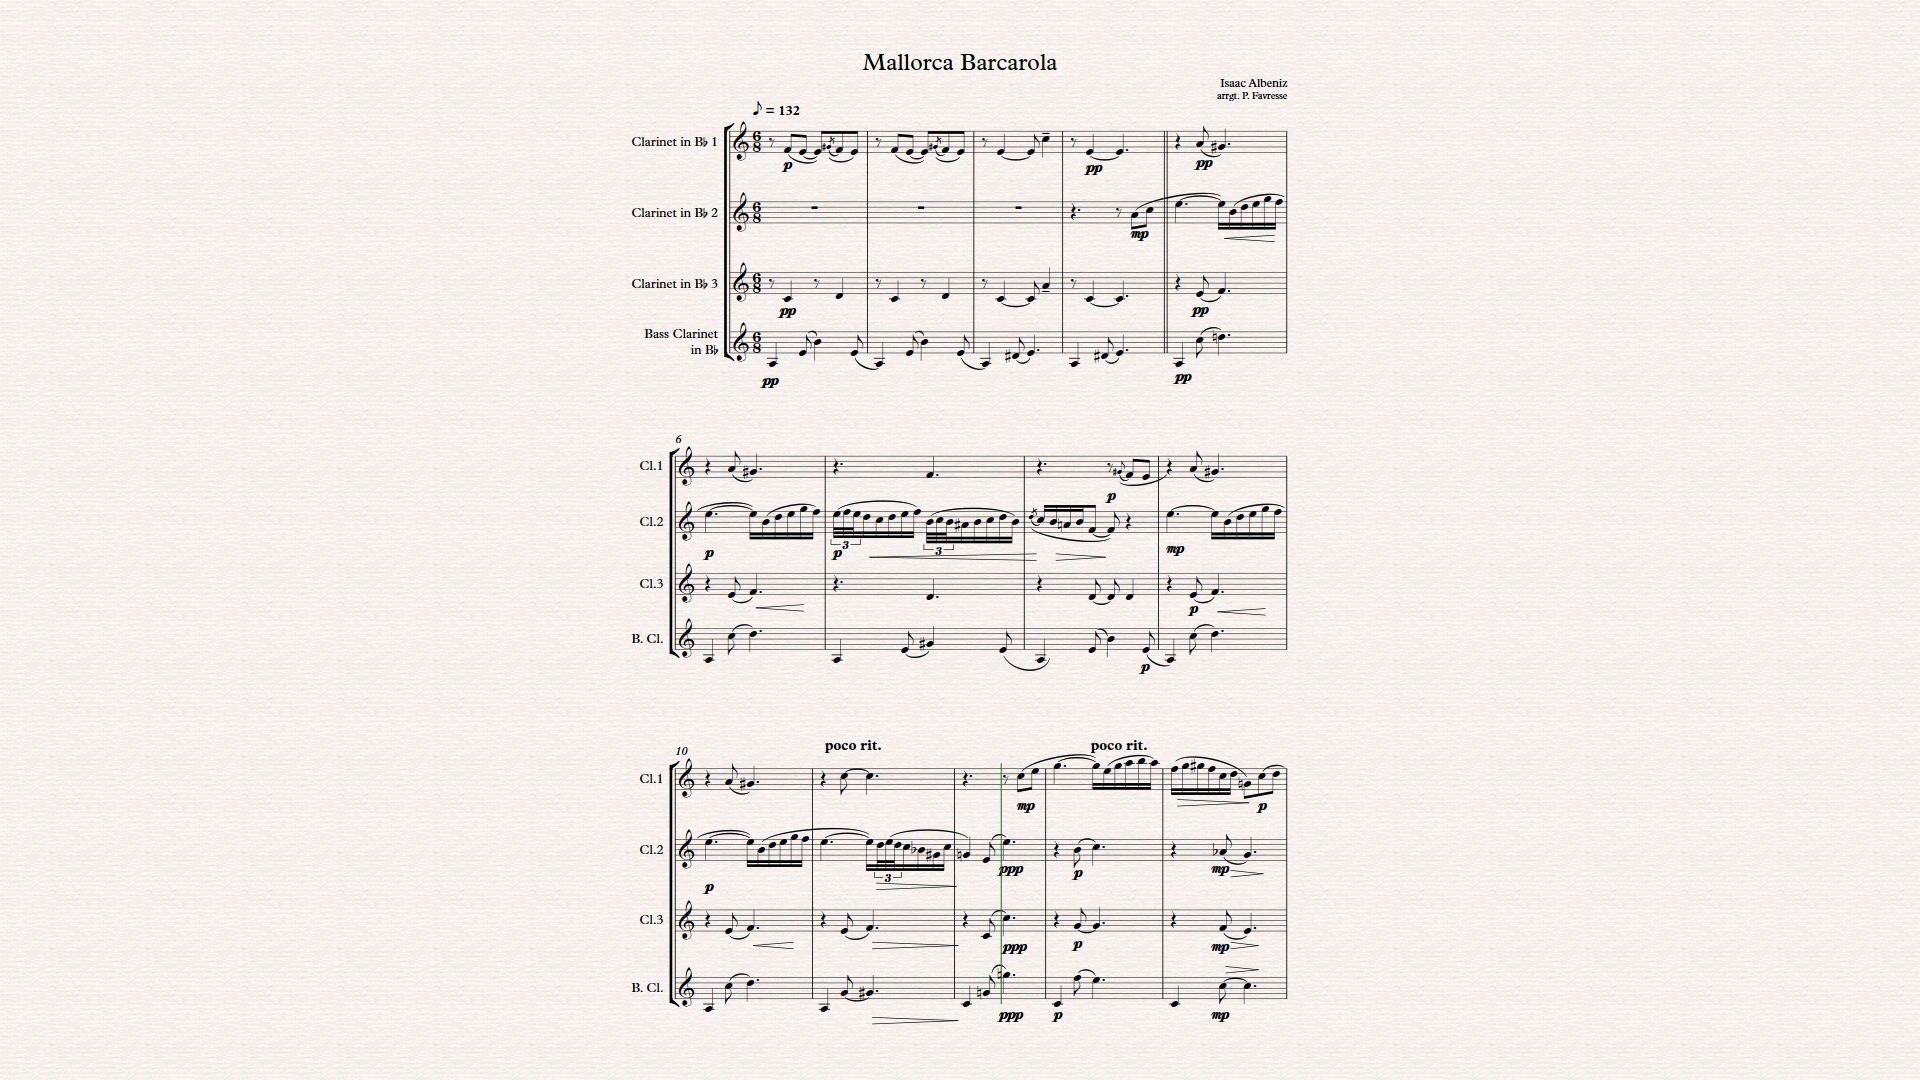 Mallorca Barcarola
Isaac Albeniz
arrgt. P. Favresse
♪ = 132
Clarinet in B♭ 1
p
pp
pp
Clarinet in B♭ 2
mp
Clarinet in B♭ 3
pp
pp
Bass Clarinet
in B♭
pp
pp
6
Cl.1
p
Cl.2
p
3
p
3
mp
Cl.3
p
B. Cl.
p
10
poco rit.
poco rit.
Cl.1
mp
p
Cl.2
p
3
ppp
p
mp
Cl.3
ppp
p
mp
B. Cl.
ppp
p
mp